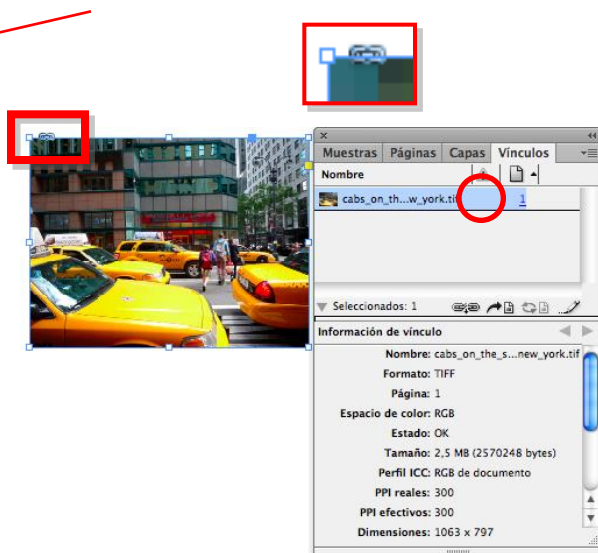 Muestras Páginas Capas Vínculos
Nombre
cabs_on_th...w_york.tif 1
Seleccionados: 1
Información de vínculo
Nombre: cabs_on_the_s...new_york.tif
Formato: TIFF
Página: 1
Espacio de color: RGB
Estado: OK
Tamaño: 2,5 MB (2570248 bytes)
Perfil ICC: RGB de documento
PPI reales: 300
PPI efectivos: 300
Dimensiones: 1063 x 797